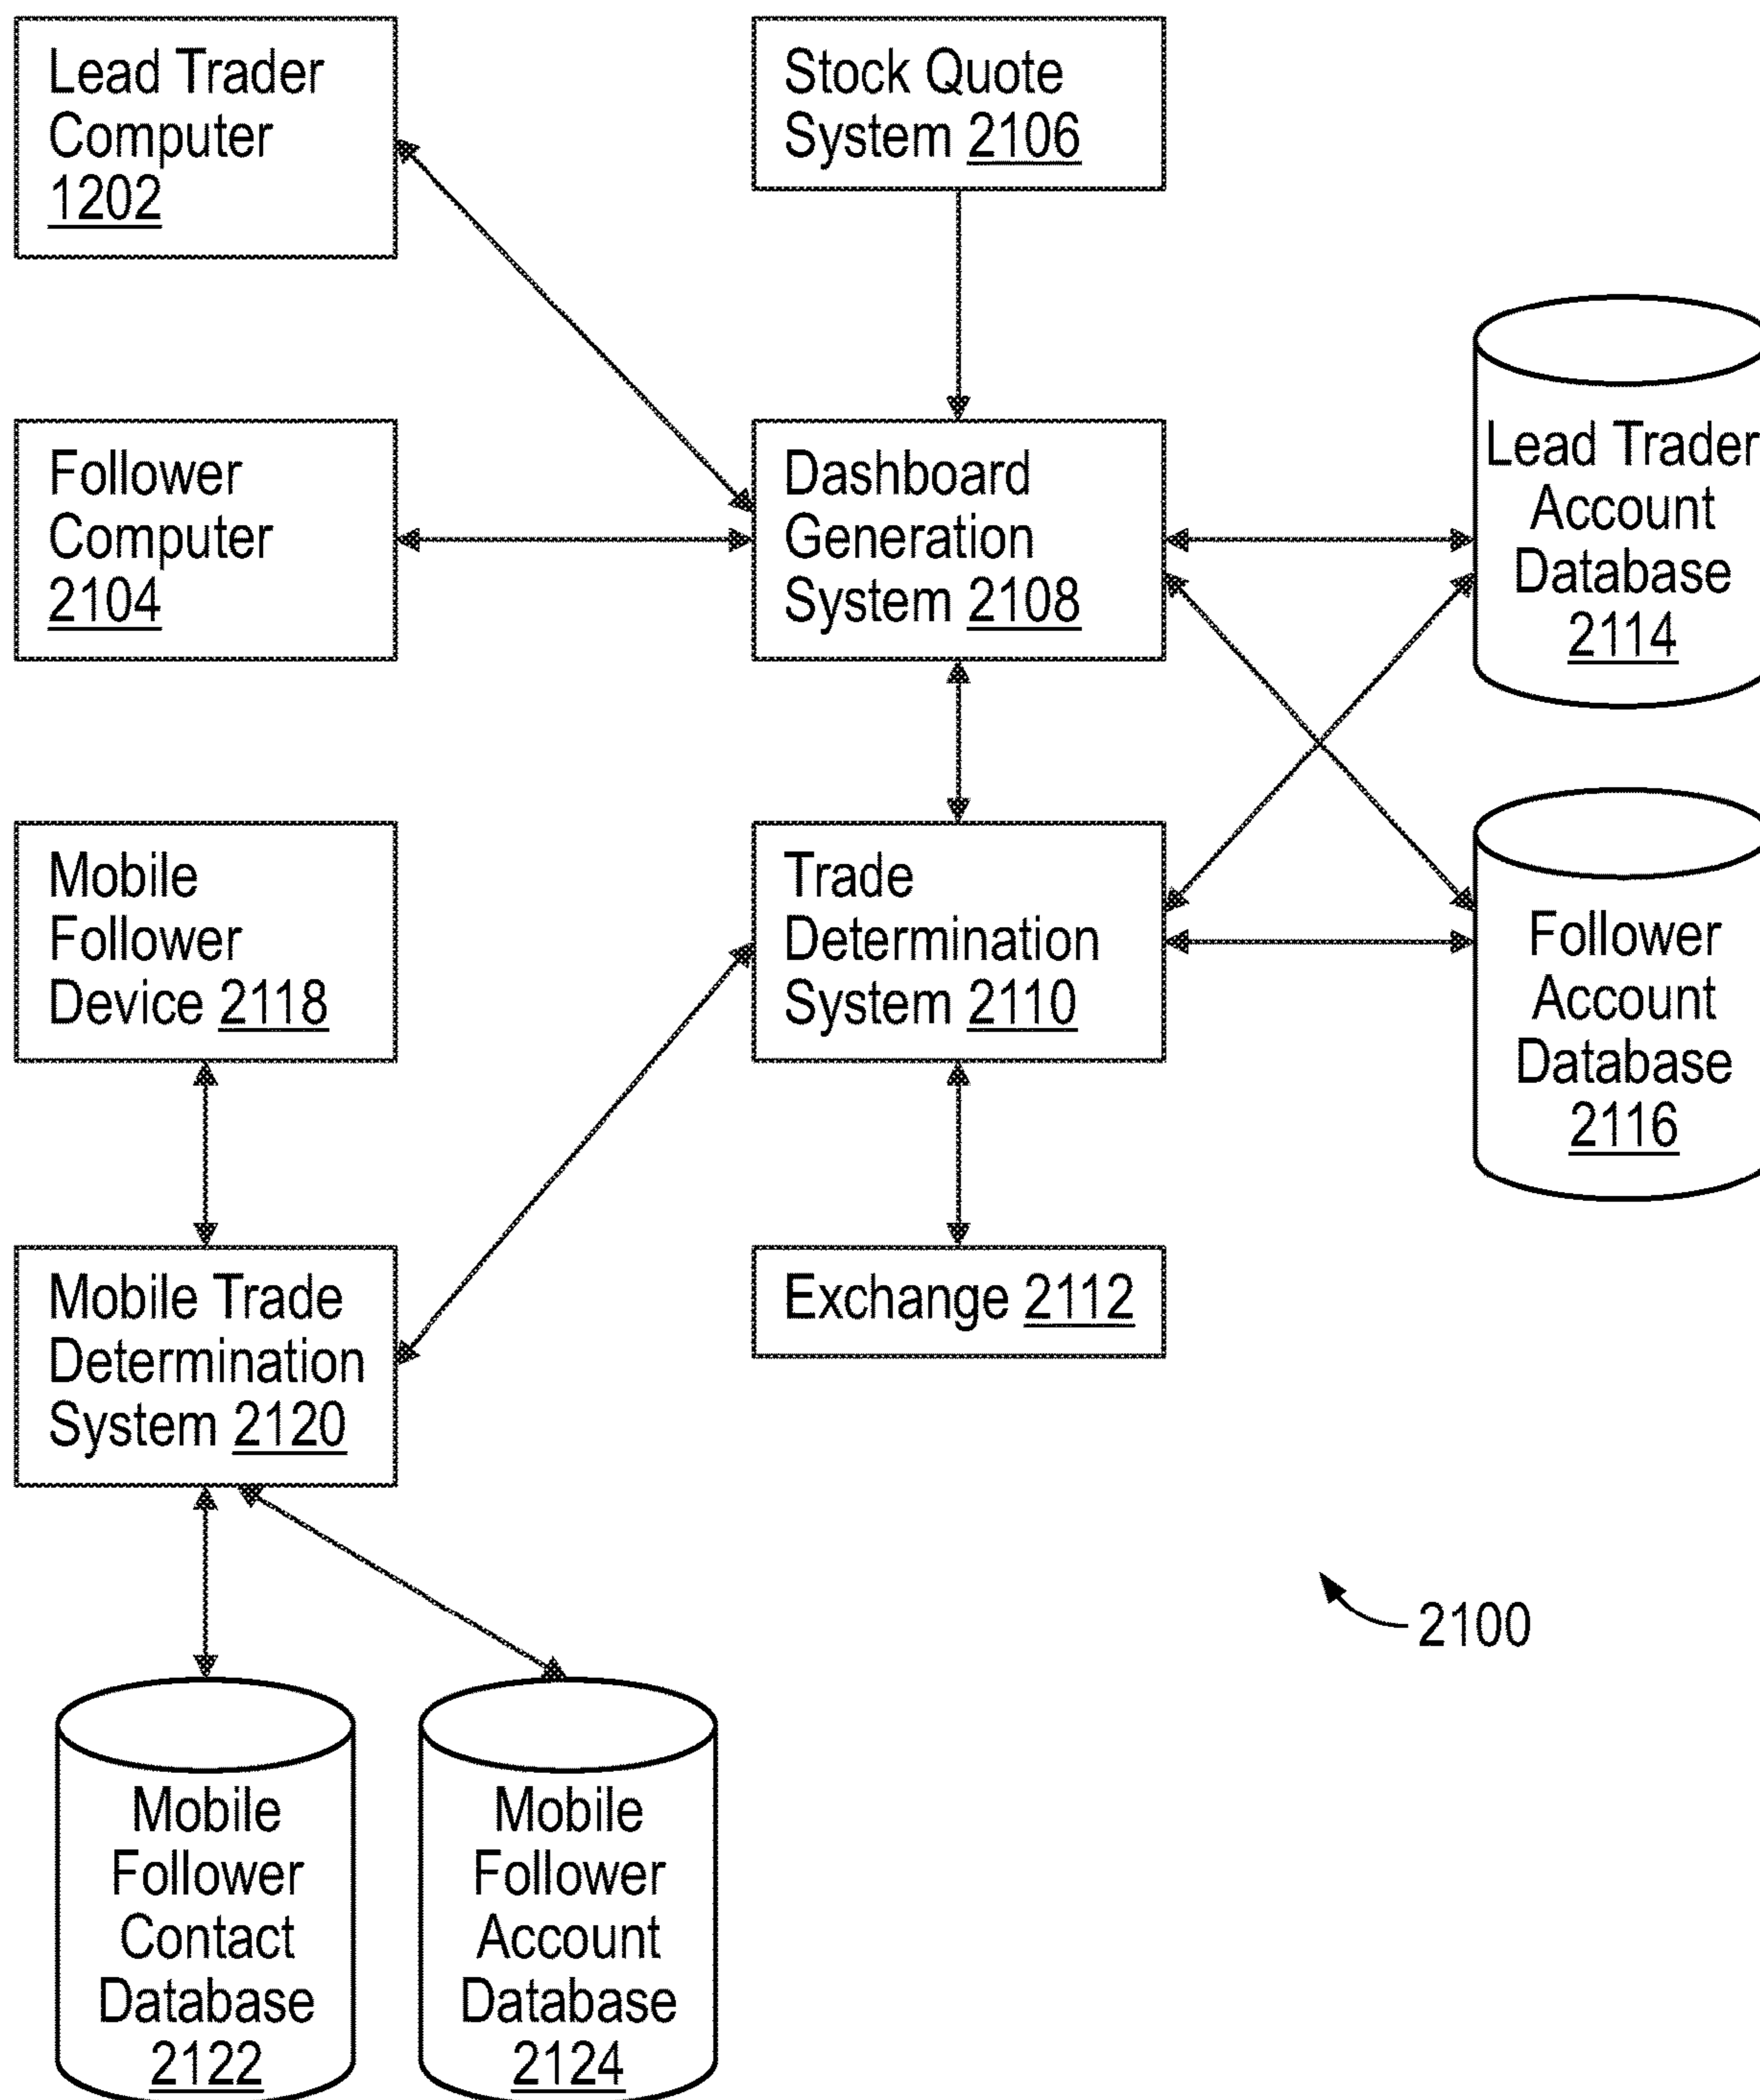 Lead Trader
Computer
1202
Stock Quote
System 2106
Follower
Computer
2104
Dashboard
Generation
System 2108
Lead Trader
Account
Database
2114
Mobile
Follower
Device 2118
Trade
Determination
System 2110
Follower
Account
Database
2116
Mobile Trade
Determination
System 2120
Exchange 2112
2100
Mobile
Follower
Contact
Database
2122
Mobile
Follower
Account
Database
2124